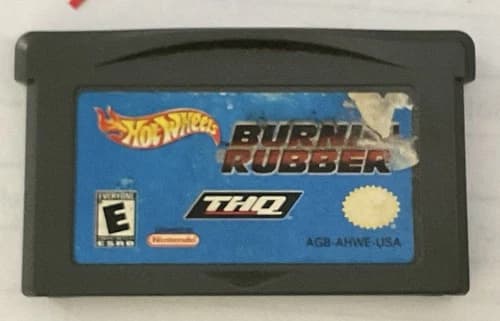 HOT WHEELS
BURNI
RUBBER
EVERYONE
E
ESRB
THQ
Nintendo
AGB-AHWE-USA